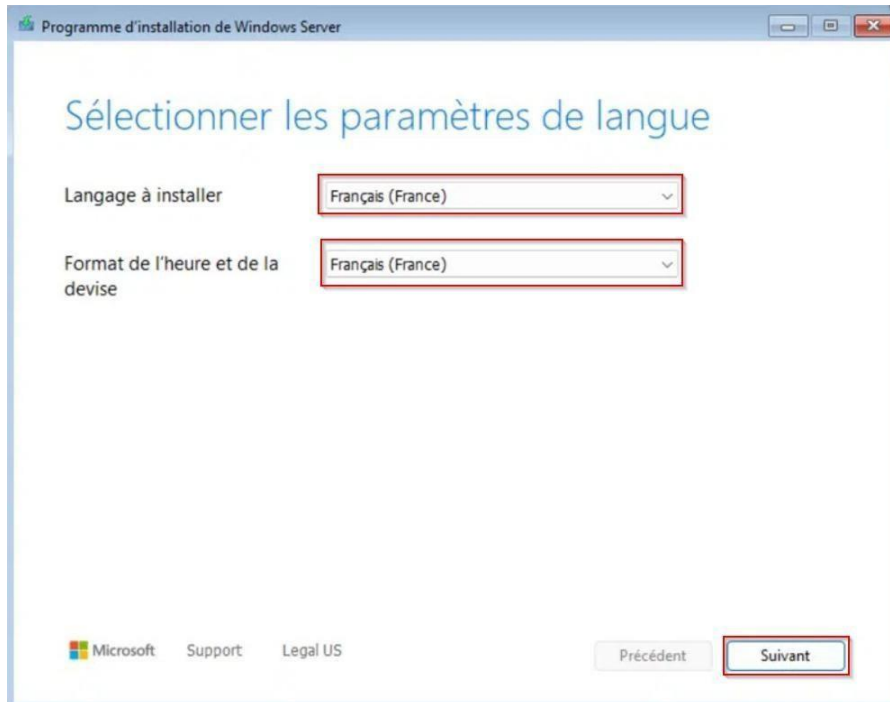 Programme d'installation de Windows Server
Sélectionner les paramètres de langue
Langage à installer
Français (France)
Format de l'heure et de la
devise
Français (France)
Microsoft Support Legal US
Précédent Suivant